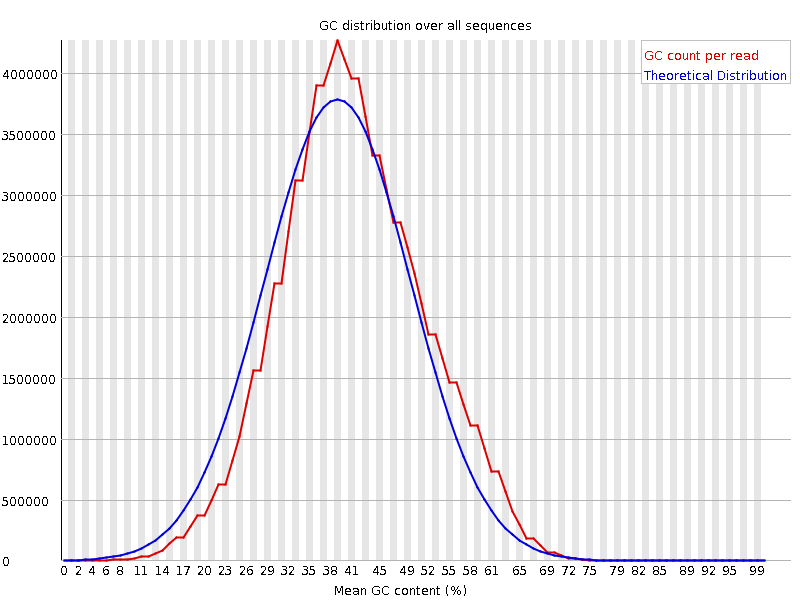 GC distribution over all sequences
GC count per read
Theoretical Distribution
4000000
3500000
3000000
2500000
2000000
1500000
1000000
500000
0
0 2 4 6 8 11 14 17 20 23 26 29 32 35 38 41 45 49 52 55 58 61 65 69 72 75 79 82 85 89 92 95 99
Mean GC content (%)